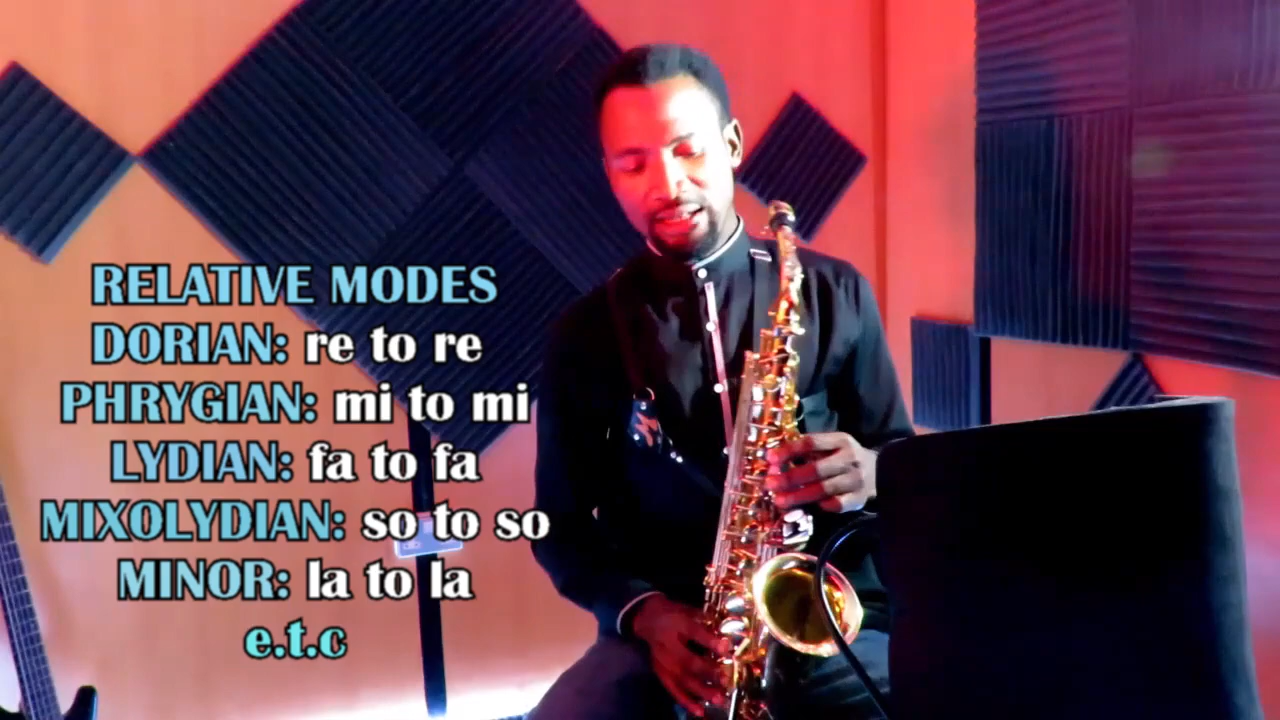 RELATIVE MODES
DORIAN: re to re
PHRYGIAN: mi to mi
LYDIAN: fa to fa
MIXOLYDIAN: so to so
MINOR: la to la
e.t.c